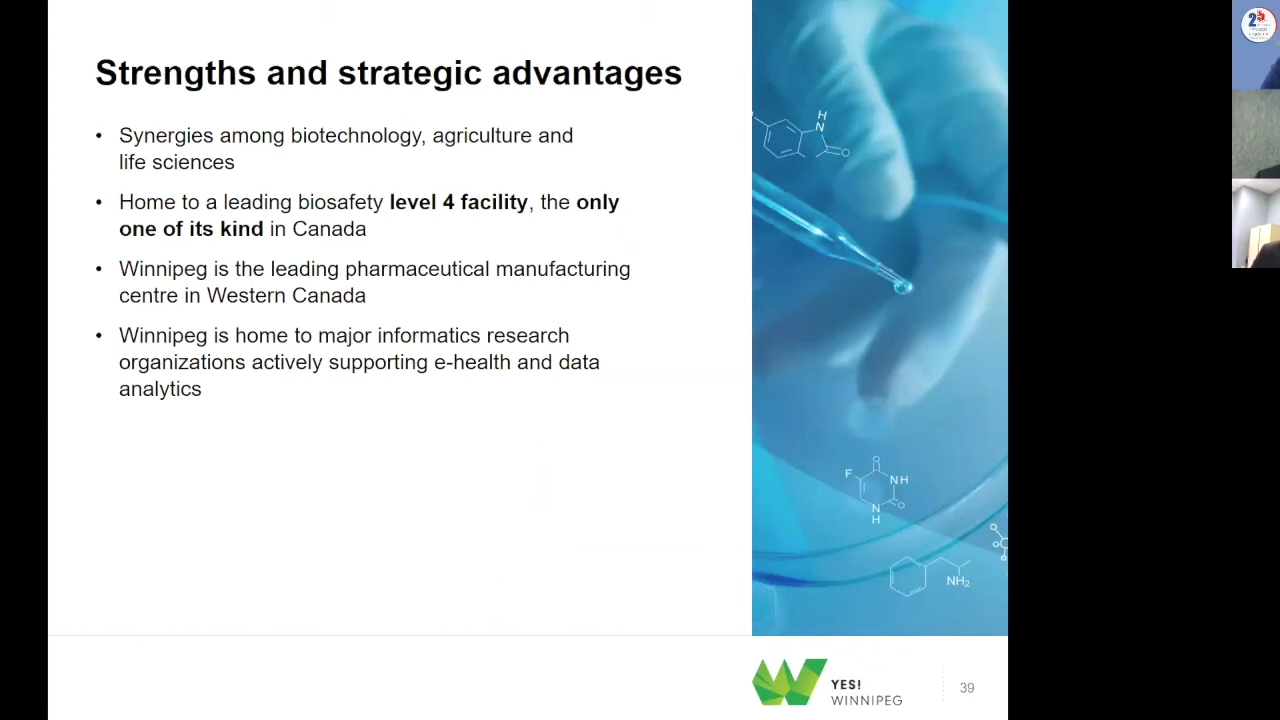 Strengths and strategic advantages
• Synergies among biotechnology, agriculture and
life sciences
• Home to a leading biosafety level 4 facility, the only
one of its kind in Canada
• Winnipeg is the leading pharmaceutical manufacturing
centre in Western Canada
• Winnipeg is home to major informatics research
organizations actively supporting e-health and data
analytics
H
N
O
O
F
NH
O
N
H
NH₂
YES!
WINNIPEG
39